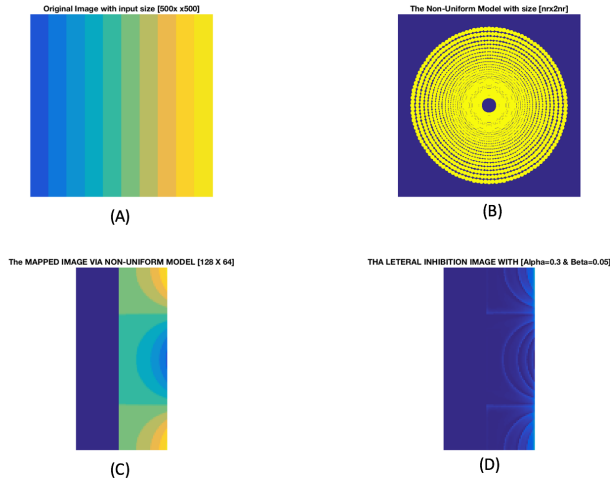 Original Image with input size [500x x500]
The Non-Uniform Model with size [nrx2nr]
(A)
(B)
The MAPPED IMAGE VIA NON-UNIFORM MODEL [128 X 64]
THA LETERAL INHIBITION IMAGE WITH [Alpha=0.3 & Beta=0.05]
(C)
(D)